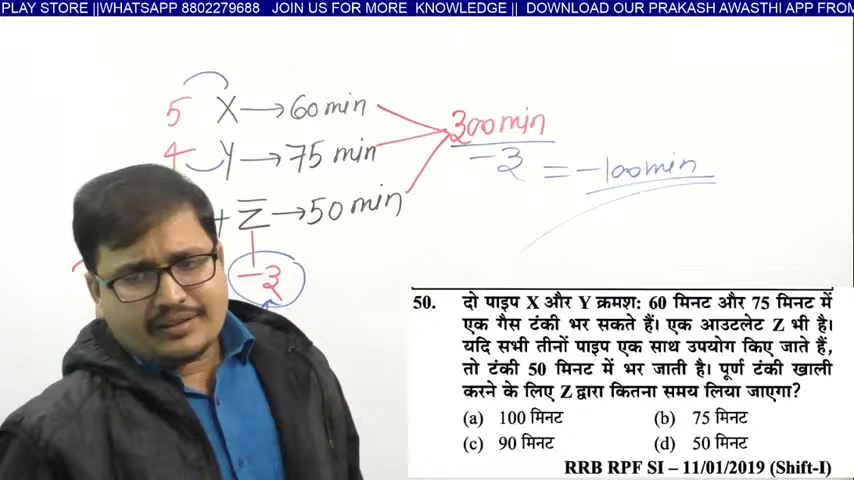 PLAY STORE ||WHATSAPP 8802279688 JOIN US FOR MORE KNOWLEDGE || DOWNLOAD OUR PRAKASH AWASTHI APP FROM
5 X → 60 min
4 Y → 75 min
+ Z → 50 min
-3
300 min
-3
= -100 min
50. दो पाइप X और Y क्रमश: 60 मिनट और 75 मिनट में
एक गैस टंकी भर सकते हैं। एक आउटलेट Z भी है।
यदि सभी तीनों पाइप एक साथ उपयोग किए जाते हैं,
तो टंकी 50 मिनट में भर जाती है। पूर्ण टंकी खाली
करने के लिए Z द्वारा कितना समय लिया जाएगा?
(a) 100 मिनट (b) 75 मिनट
(c) 90 मिनट (d) 50 मिनट
RRB RPF SI – 11/01/2019 (Shift-I)